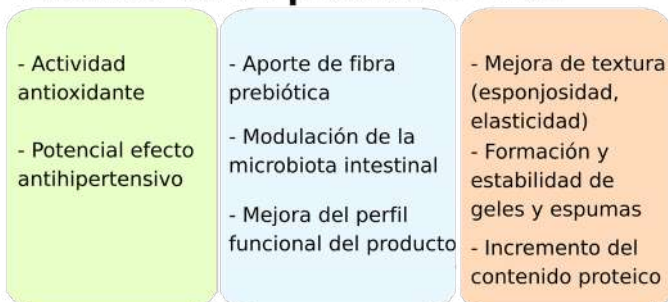 - Actividad
antioxidante
- Potencial efecto
antihipertensivo
- Aporte de fibra
prebiótica
- Modulación de la
microbiota intestinal
- Mejora del perfil
funcional del producto
- Mejora de textura
(esponjosidad,
elasticidad)
- Formación y
estabilidad de
geles y espumas
- Incremento del
contenido proteico